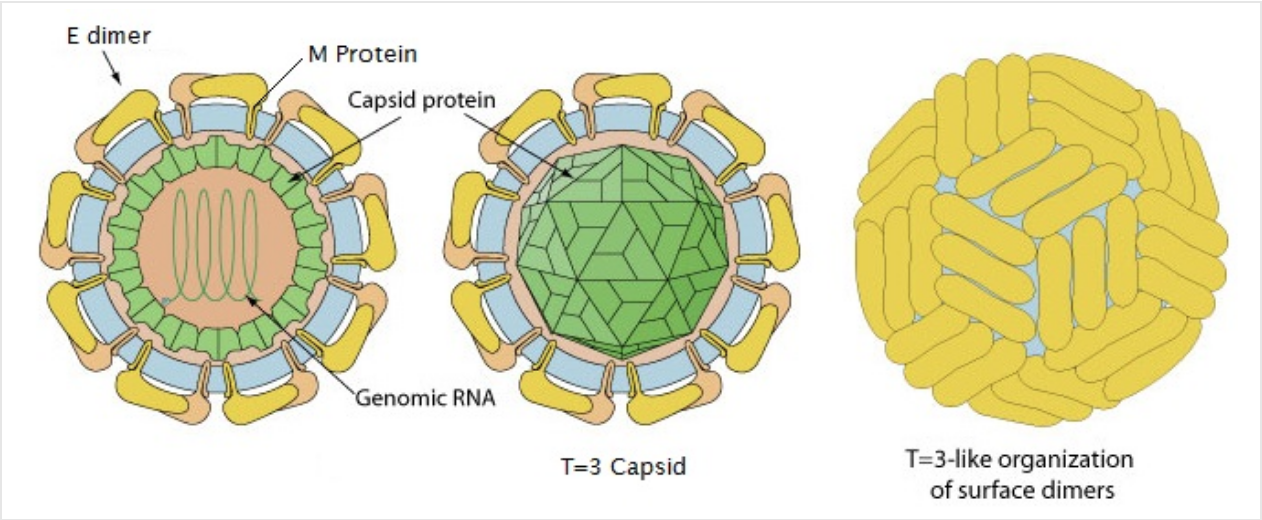 E dimer
M Protein
Capsid protein
Genomic RNA
T=3 Capsid
T=3-like organization
of surface dimers